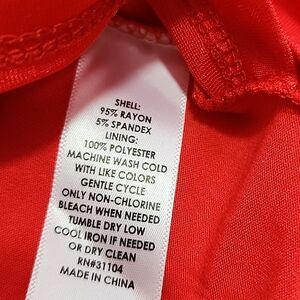 SHELL:
95% RAYON
5% SPANDEX
LINING:
100% POLYESTER
MACHINE WASH COLD
WITH LIKE COLORS
GENTLE CYCLE
ONLY NON-CHLORINE
BLEACH WHEN NEEDED
TUMBLE DRY LOW
COOL IRON IF NEEDED
OR DRY CLEAN
RN#31104
MADE IN CHINA